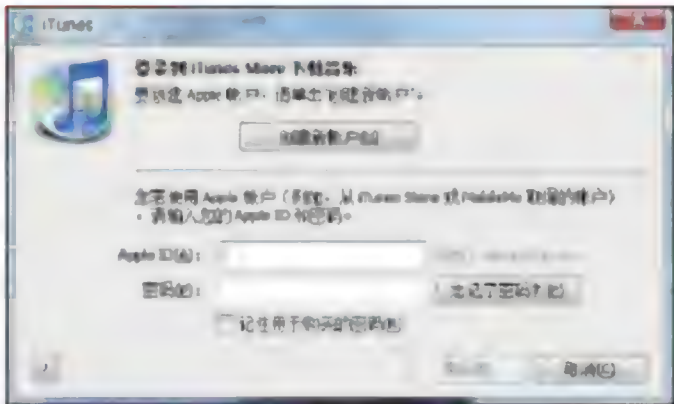 iTunes
登录到 iTunes Store 下载音乐
要创建 Apple 帐户，请单击“创建新帐户”。
创建新帐户(N)
如果您有 Apple 帐户（例如，从 iTunes Store 或 MobileMe 取得的帐户）
，请输入您的 Apple ID 和密码。
Apple ID(A)：
密码(P)：
忘记了密码？(F)
记住用于购买的密码(R)
取消(C)